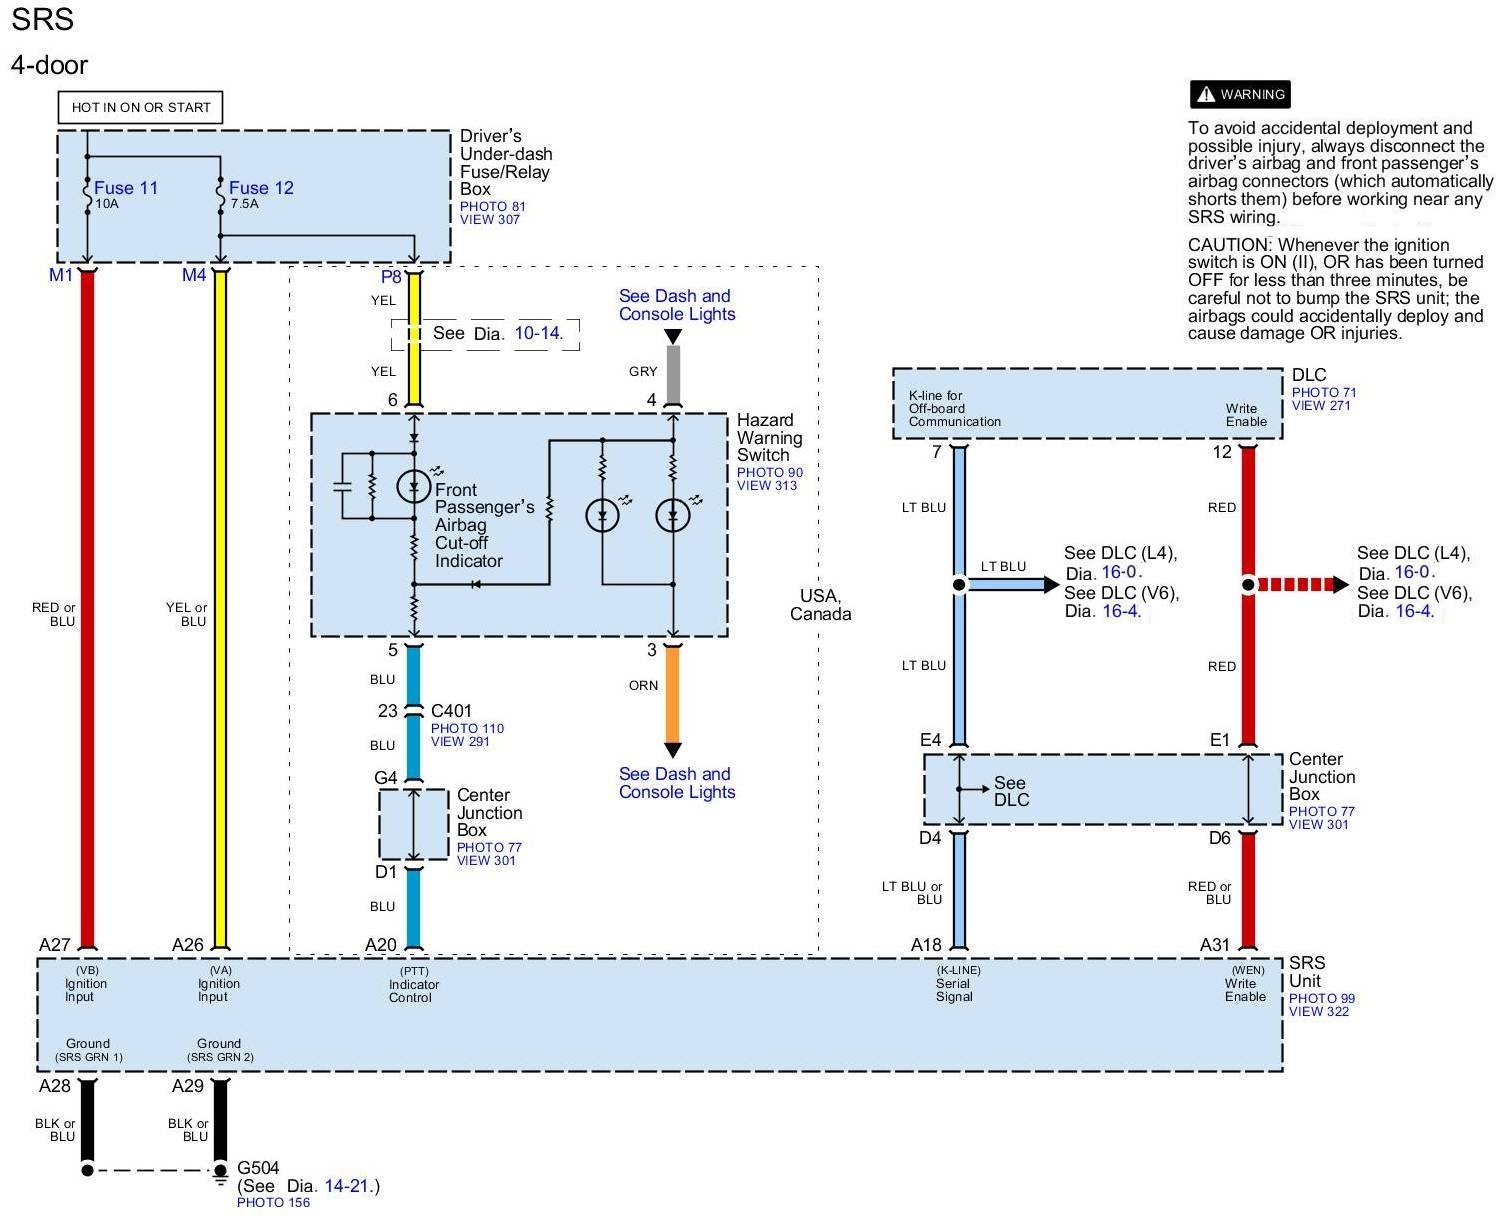 SRS
4-door
HOT IN ON OR START
Driver's
Under-dash
Fuse/Relay
Box
PHOTO 81
VIEW 307
Fuse 11
10A
Fuse 12
7.5A
M1
M4
P8
WARNING
To avoid accidental deployment and
possible injury, always disconnect the
driver's airbag and front passenger's
airbag connectors (which automatically
shorts them) before working near any
SRS wiring.
CAUTION: Whenever the ignition
switch is ON (II), OR has been turned
OFF for less than three minutes, be
careful not to bump the SRS unit; the
airbags could accidentally deploy and
cause damage OR injuries.
YEL
See Dia. 10-14.
YEL
6
See Dash and
Console Lights
GRY
4
Hazard
Warning
Switch
PHOTO 90
VIEW 313
Front
Passenger's
Airbag
Cut-off
Indicator
USA,
Canada
RED or
BLU
YEL or
BLU
5
BLU
23
C401
PHOTO 110
VIEW 291
BLU
G4
Center
Junction
Box
PHOTO 77
VIEW 301
D1
BLU
3
ORN
See Dash and
Console Lights
DLC
PHOTO 71
VIEW 271
K-line for
Off-board
Communication
Write
Enable
7
12
LT BLU
RED
LT BLU
See DLC (L4),
Dia. 16-0.
See DLC (V6),
Dia. 16-4.
See DLC (L4),
Dia. 16-0.
See DLC (V6),
Dia. 16-4.
LT BLU
RED
E4
E1
See
DLC
Center
Junction
Box
PHOTO 77
VIEW 301
D4
D6
LT BLU or
BLU
RED or
BLU
A27
A26
A20
A18
A31
(VB)
Ignition
Input
(VA)
Ignition
Input
(PTT)
Indicator
Control
(K-LINE)
Serial
Signal
(WEN)
Write
Enable
SRS
Unit
PHOTO 99
VIEW 322
Ground
(SRS GRN 1)
Ground
(SRS GRN 2)
A28
A29
BLK or
BLU
BLK or
BLU
G504
(See Dia. 14-21.)
PHOTO 156